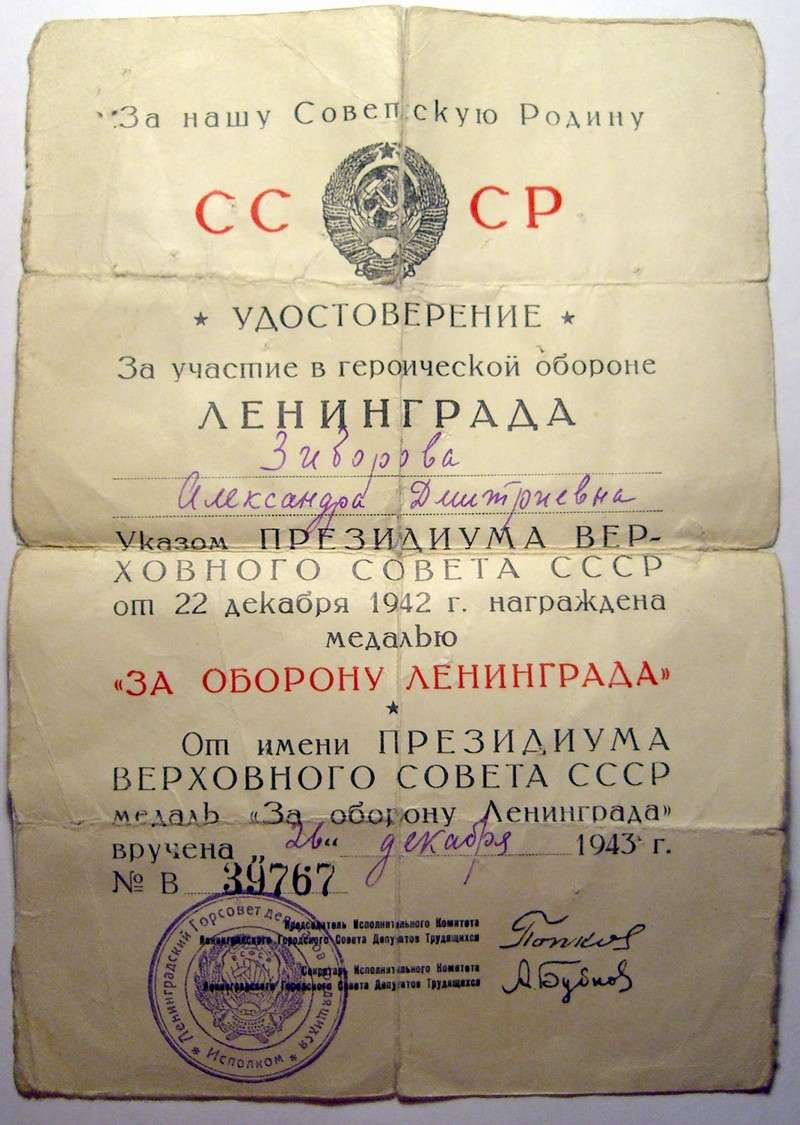 За нашу Советскую Родину
СССР
УДОСТОВЕРЕНИЕ
За участие в героической обороне
ЛЕНИНГРАДА
Зиборова
Александра Дмитриевна
Указом ПРЕЗИДИУМА ВЕР-
ХОВНОГО СОВЕТА СССР
от 22 декабря 1942 г. награждена
медалью
«ЗА ОБОРОНУ ЛЕНИНГРАДА»
От имени ПРЕЗИДИУМА
ВЕРХОВНОГО СОВЕТА СССР
медаль «За оборону Ленинграда»
вручена „26“ декабря 1943 г.
№ В 39767
Председатель Исполнительного Комитета
Ленинградского Городского Совета Депутатов Трудящихся
Попков
Секретарь Исполнительного Комитета
Ленинградского Городского Совета Депутатов Трудящихся
А Бубнов
Ленинградский Горсовет депутатов трудящихся
Исполком